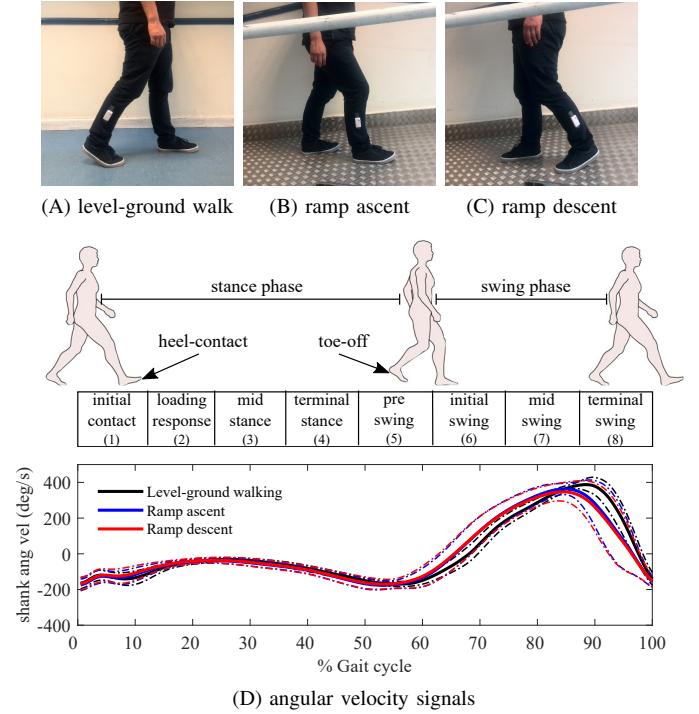 (A) level-ground walk
(B) ramp ascent
(C) ramp descent
stance phase
swing phase
heel-contact
toe-off
initial contact (1)
loading response (2)
mid stance (3)
terminal stance (4)
pre swing (5)
initial swing (6)
mid swing (7)
terminal swing (8)
shank ang vel (deg/s)
400
200
0
-200
-400
Level-ground walking
Ramp ascent
Ramp descent
0 10 20 30 40 50 60 70 80 90 100
% Gait cycle
(D) angular velocity signals